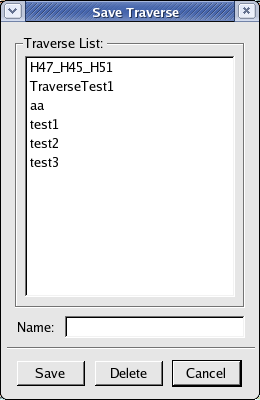 Save Traverse
Traverse List:
H47_H45_H51
TraverseTest1
aa
test1
test2
test3
Name:
Save Delete Cancel